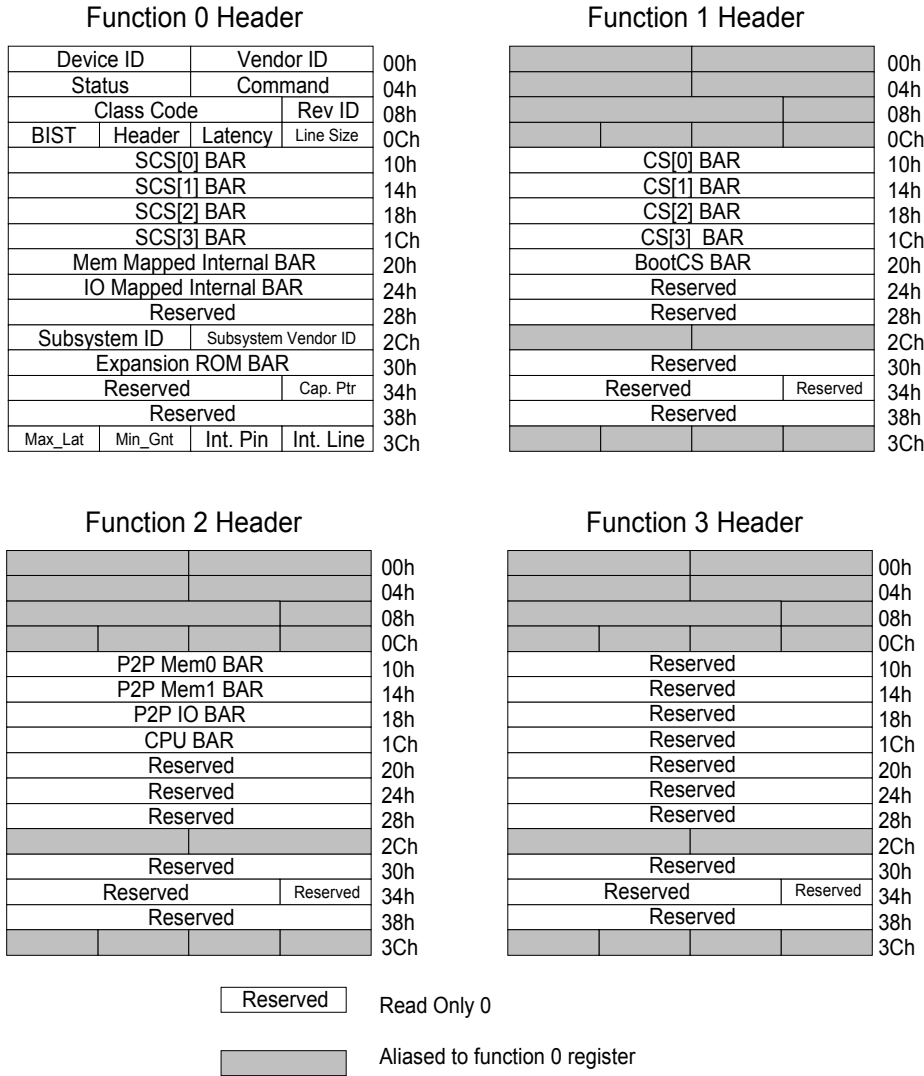 Function 0 Header
Device ID Vendor ID 00h
Status Command 04h
Class Code Rev ID 08h
BIST Header Latency Line Size 0Ch
SCS[0] BAR 10h
SCS[1] BAR 14h
SCS[2] BAR 18h
SCS[3] BAR 1Ch
Mem Mapped Internal BAR 20h
IO Mapped Internal BAR 24h
Reserved 28h
Subsystem ID Subsystem Vendor ID 2Ch
Expansion ROM BAR 30h
Reserved Cap. Ptr 34h
Reserved 38h
Max_Lat Min_Gnt Int. Pin Int. Line 3Ch
Function 1 Header
00h
04h
08h
0Ch
CS[0] BAR 10h
CS[1] BAR 14h
CS[2] BAR 18h
CS[3] BAR 1Ch
BootCS BAR 20h
Reserved 24h
Reserved 28h
2Ch
Reserved 30h
Reserved Reserved 34h
Reserved 38h
3Ch
Function 2 Header
00h
04h
08h
0Ch
P2P Mem0 BAR 10h
P2P Mem1 BAR 14h
P2P IO BAR 18h
CPU BAR 1Ch
Reserved 20h
Reserved 24h
Reserved 28h
2Ch
Reserved 30h
Reserved Reserved 34h
Reserved 38h
3Ch
Function 3 Header
00h
04h
08h
0Ch
Reserved 10h
Reserved 14h
Reserved 18h
Reserved 1Ch
Reserved 20h
Reserved 24h
Reserved 28h
2Ch
Reserved 30h
Reserved Reserved 34h
Reserved 38h
3Ch
Reserved Read Only 0
Aliased to function 0 register